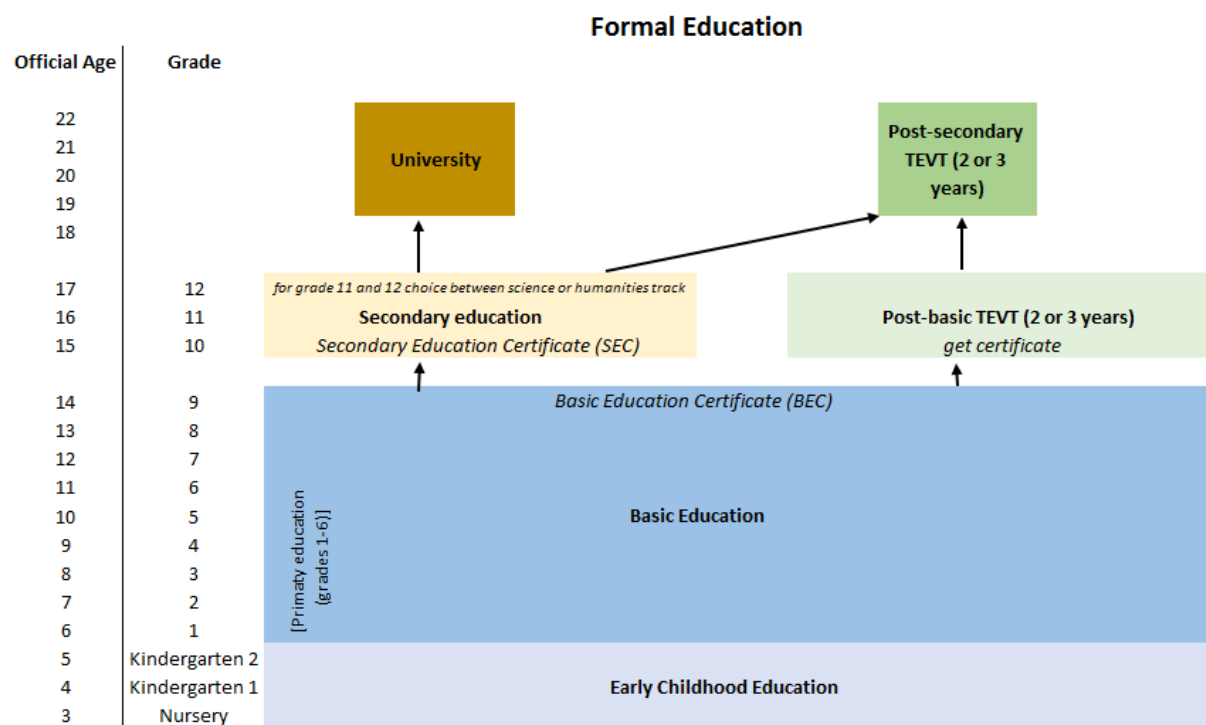 Formal Education
Official Age Grade
22
21
20
19
18
University
Post-secondary
TEVT (2 or 3
years)
17 12 for grade 11 and 12 choice between science or humanities track
16 11 Secondary education Post-basic TEVT (2 or 3 years)
15 10 Secondary Education Certificate (SEC) get certificate
14 9 Basic Education Certificate (BEC)
13 8
12 7
11 6
10 5 Basic Education
9 4
8 3
7 2
6 1
[Primaty education
(grades 1-6)]
5 Kindergarten 2
4 Kindergarten 1 Early Childhood Education
3 Nursery